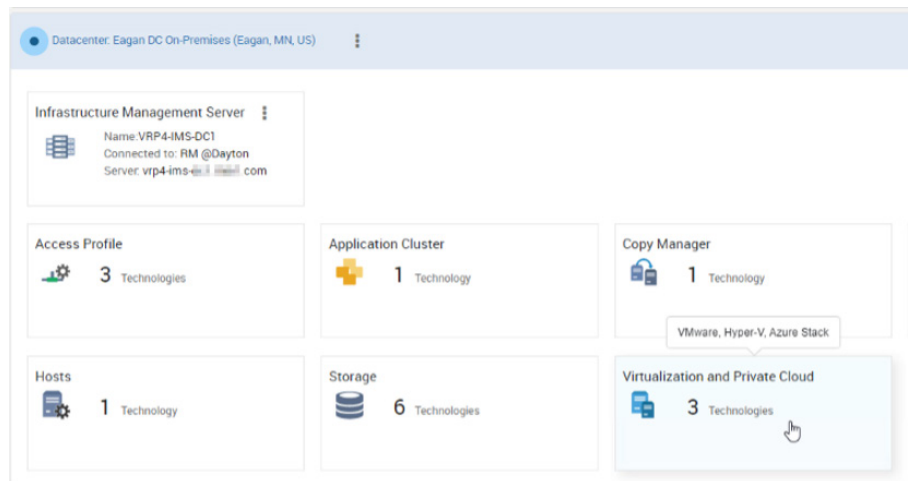 Datacenter: Eagan DC On-Premises (Eagan, MN, US)
Infrastructure Management Server
Name:VRP4-IMS-DC1
Connected to: RM @Dayton
Server: vrp4-ims- com
Access Profile
3 Technologies
Application Cluster
1 Technology
Copy Manager
1 Technology
VMware, Hyper-V, Azure Stack
Hosts
1 Technology
Storage
6 Technologies
Virtualization and Private Cloud
3 Technologies